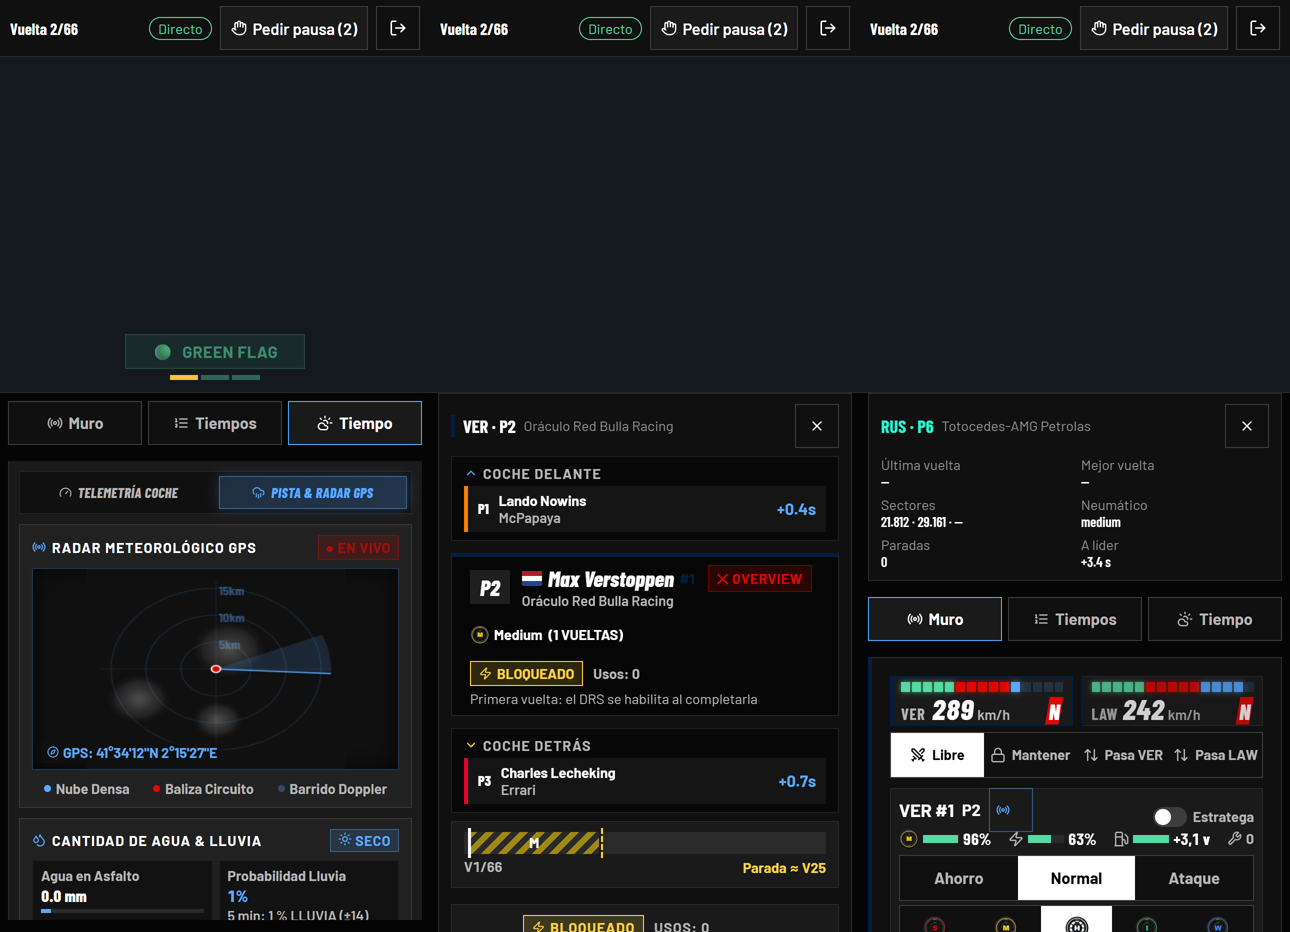 Vuelta 2/66
Directo
Pedir pausa (2)
Vuelta 2/66
Directo
Pedir pausa (2)
Vuelta 2/66
Directo
Pedir pausa (2)
GREEN FLAG
Muro
Tiempos
Tiempo
TELEMETRÍA COCHE
PISTA & RADAR GPS
RADAR METEOROLÓGICO GPS
EN VIVO
15km
10km
5km
GPS: 41°34'12"N 2°15'27"E
Nube Densa
Baliza Circuito
Barrido Doppler
CANTIDAD DE AGUA & LLUVIA
SECO
Agua en Asfalto
0.0 mm
Probabilidad Lluvia
1%
5 min: 1 % LLUVIA (±14)
VER · P2 Oráculo Red Bulla Racing
COCHE DELANTE
P1
Lando Nowins
McPapaya
+0.4s
P2
Max Verstoppen #1
OVERVIEW
Oráculo Red Bulla Racing
M
Medium (1 VUELTAS)
BLOQUEADO
Usos: 0
Primera vuelta: el DRS se habilita al completarla
COCHE DETRÁS
P3
Charles Lecheking
Errari
+0.7s
M
V1/66
Parada ≈ V25
BLOQUEADO
USOS: 0
RUS · P6 Totocedes-AMG Petrolas
Última vuelta
–
Mejor vuelta
–
Sectores
21.812 · 29.161 · –
Neumático
medium
Paradas
0
A líder
+3.4 s
Muro
Tiempos
Tiempo
VER 289 km/h N
LAW 242 km/h N
Libre
Mantener
Pasa VER
Pasa LAW
VER #1 P2
Estratega
M
96%
63%
+3,1 v
0
Ahorro
Normal
Ataque
S
M
H
I
W